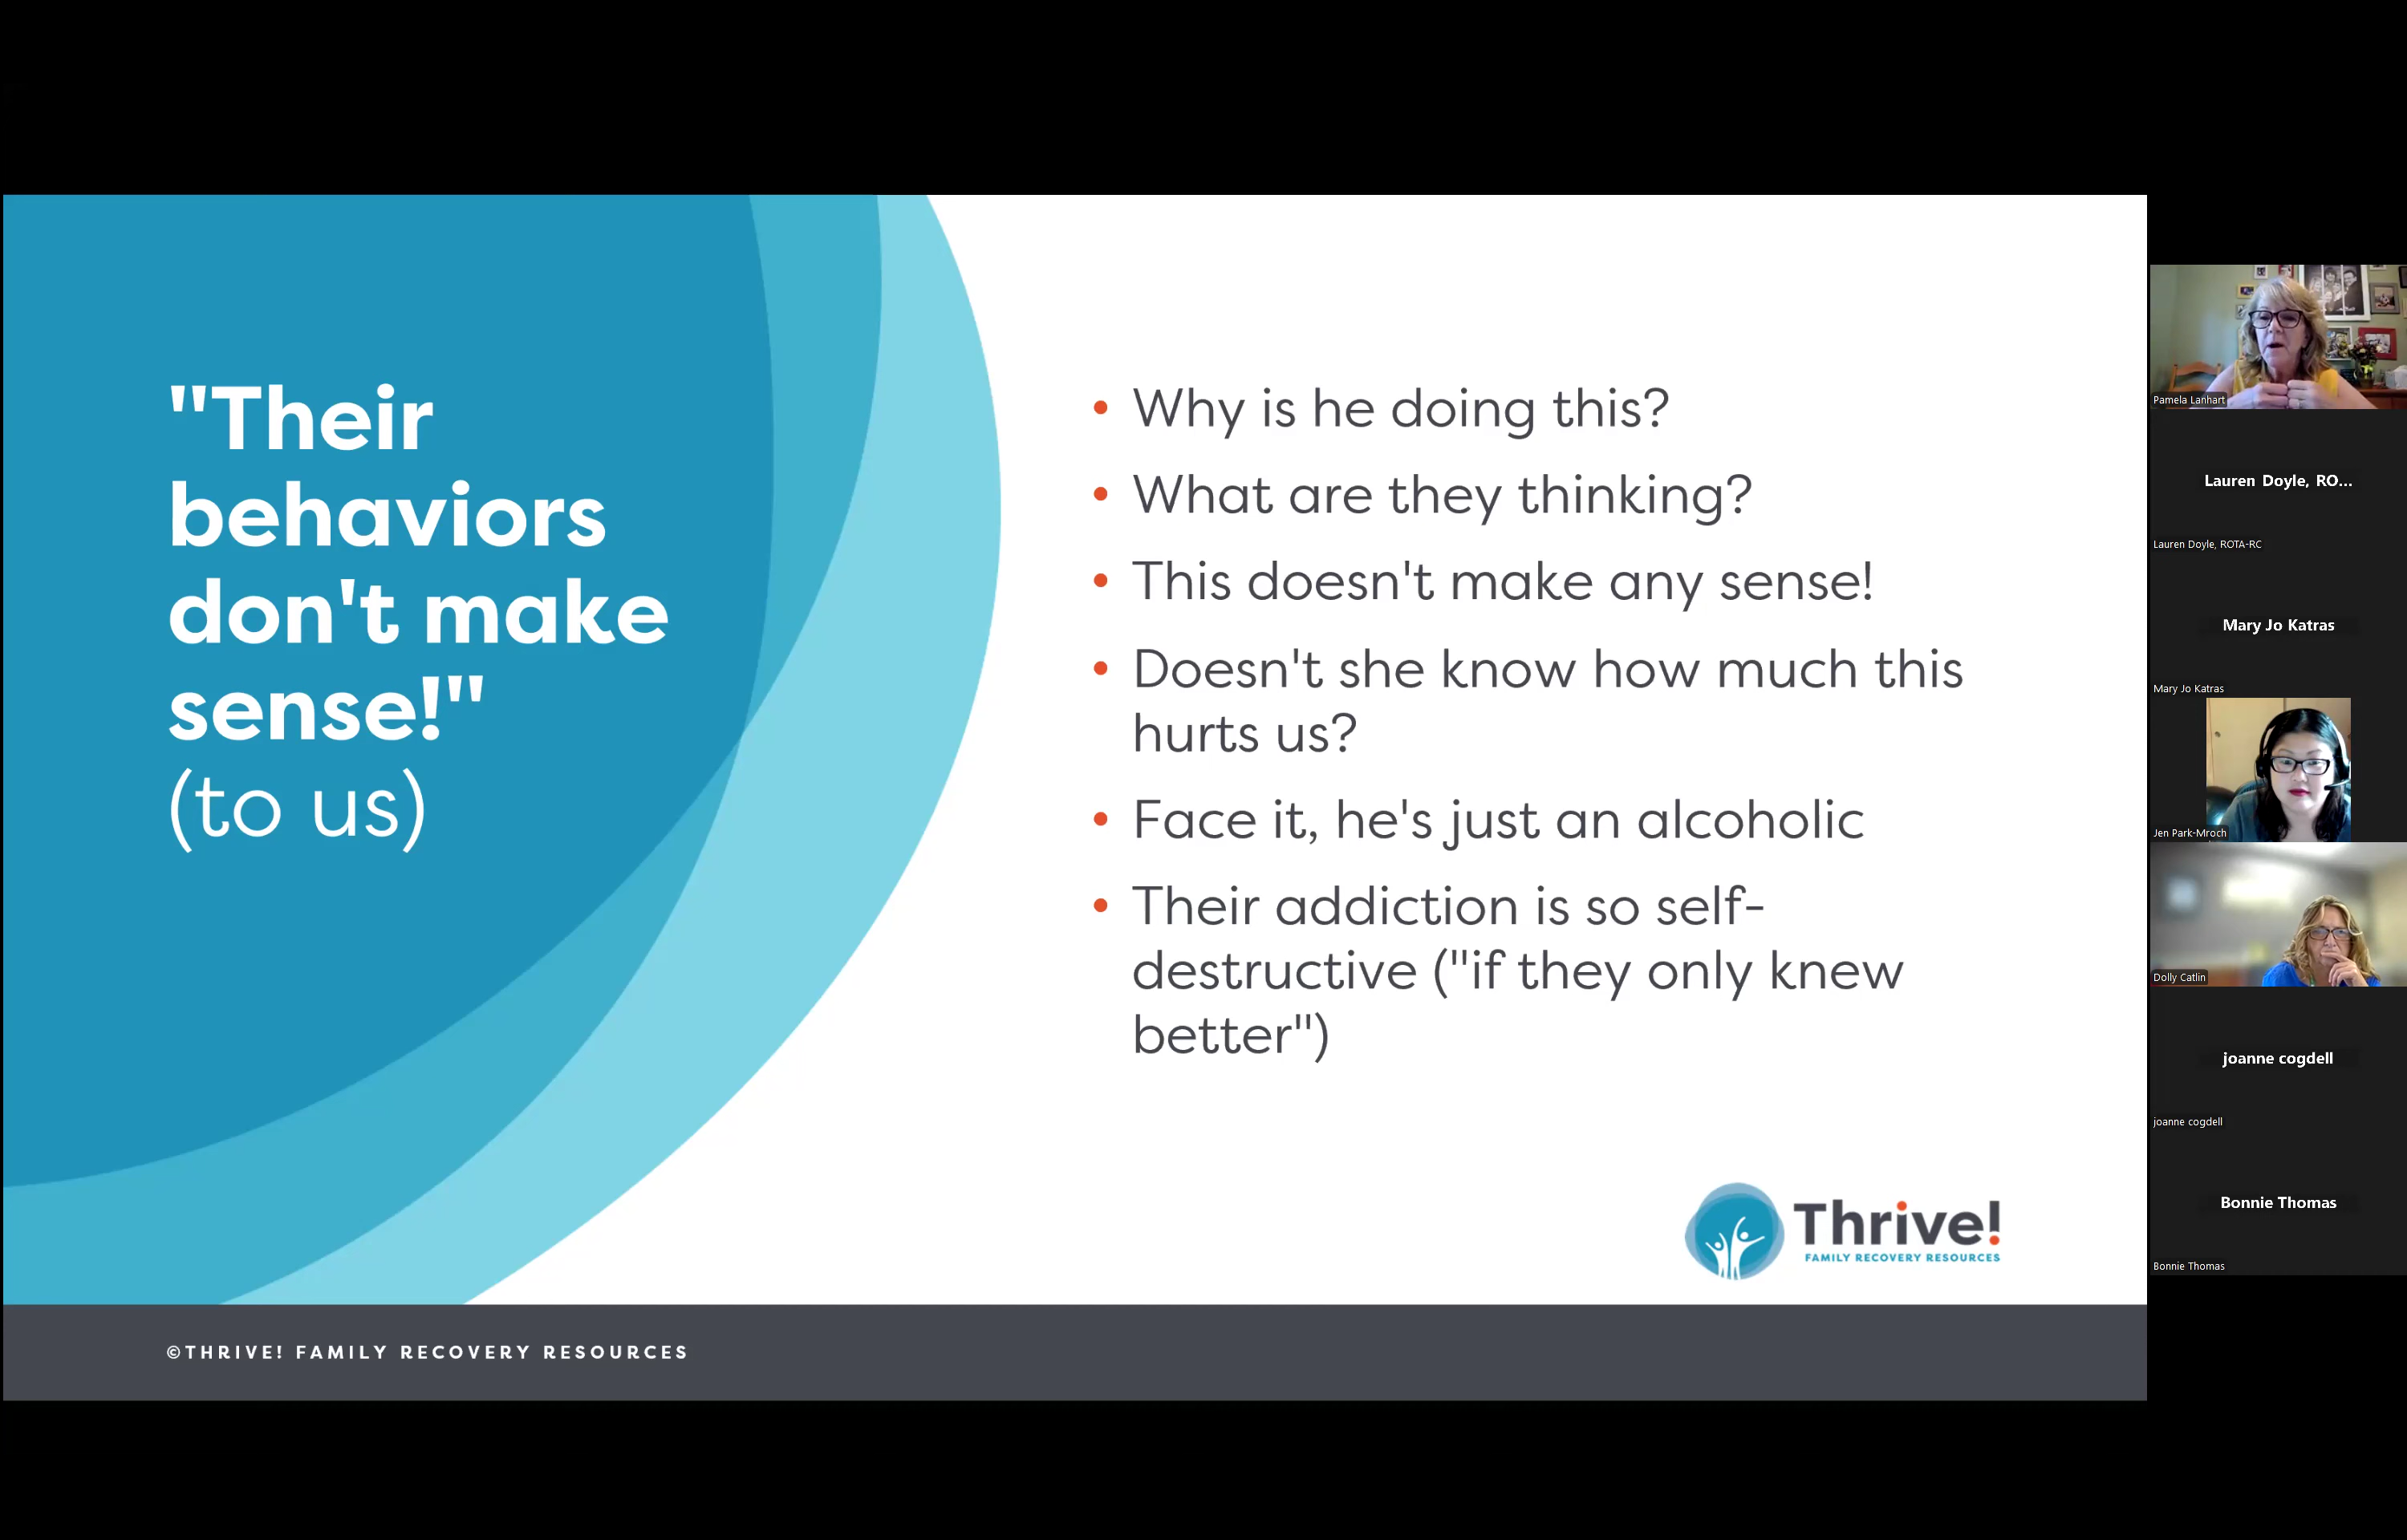 "Their
behaviors
don't make
sense!"
(to us)
• Why is he doing this?
• What are they thinking?
• This doesn't make any sense!
• Doesn't she know how much this
hurts us?
• Face it, he's just an alcoholic
• Their addiction is so self-
destructive ("if they only knew
better")
Thrive!
FAMILY RECOVERY RESOURCES
©THRIVE! FAMILY RECOVERY RESOURCES
Pamela Lanhart
Lauren Doyle, RO...
Lauren Doyle, ROTA-RC
Mary Jo Katras
Mary Jo Katras
Jen Park-Mroch
Dolly Catlin
joanne cogdell
joanne cogdell
Bonnie Thomas
Bonnie Thomas